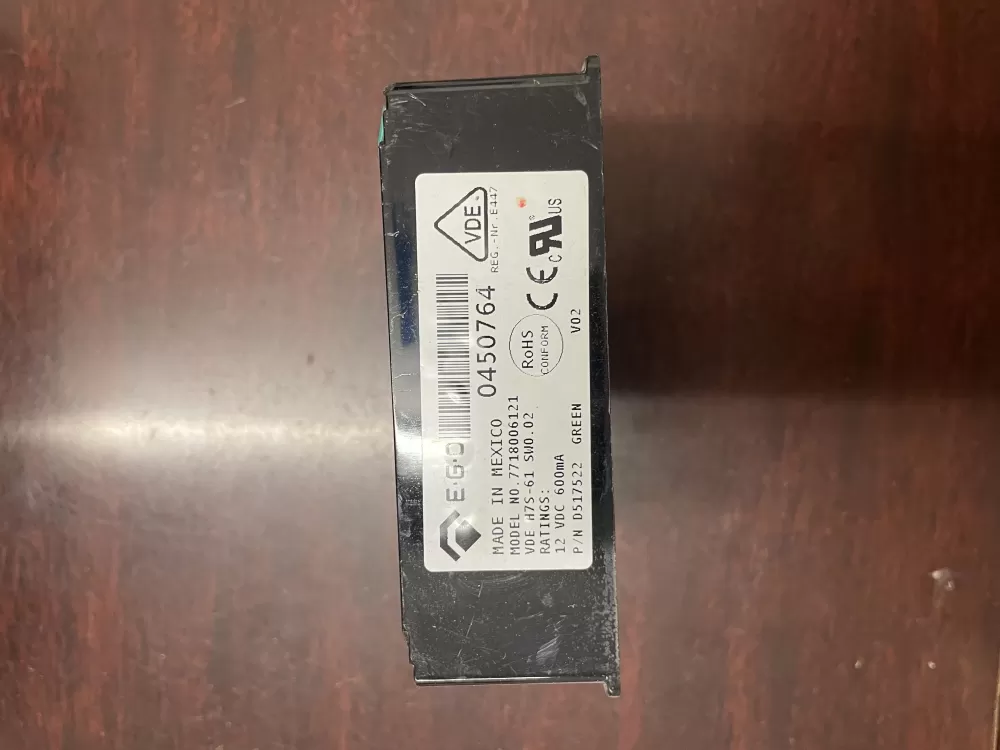 E·G·O
0450764
VDE
REG.-Nr.E447
MADE IN MEXICO
MODEL NO.7718006121
VDE H7S-61 SW0.02
RATINGS:
12 VDC 600mA
P/N D517522 GREEN V02
RoHS
CONFORM
CE
c RU US